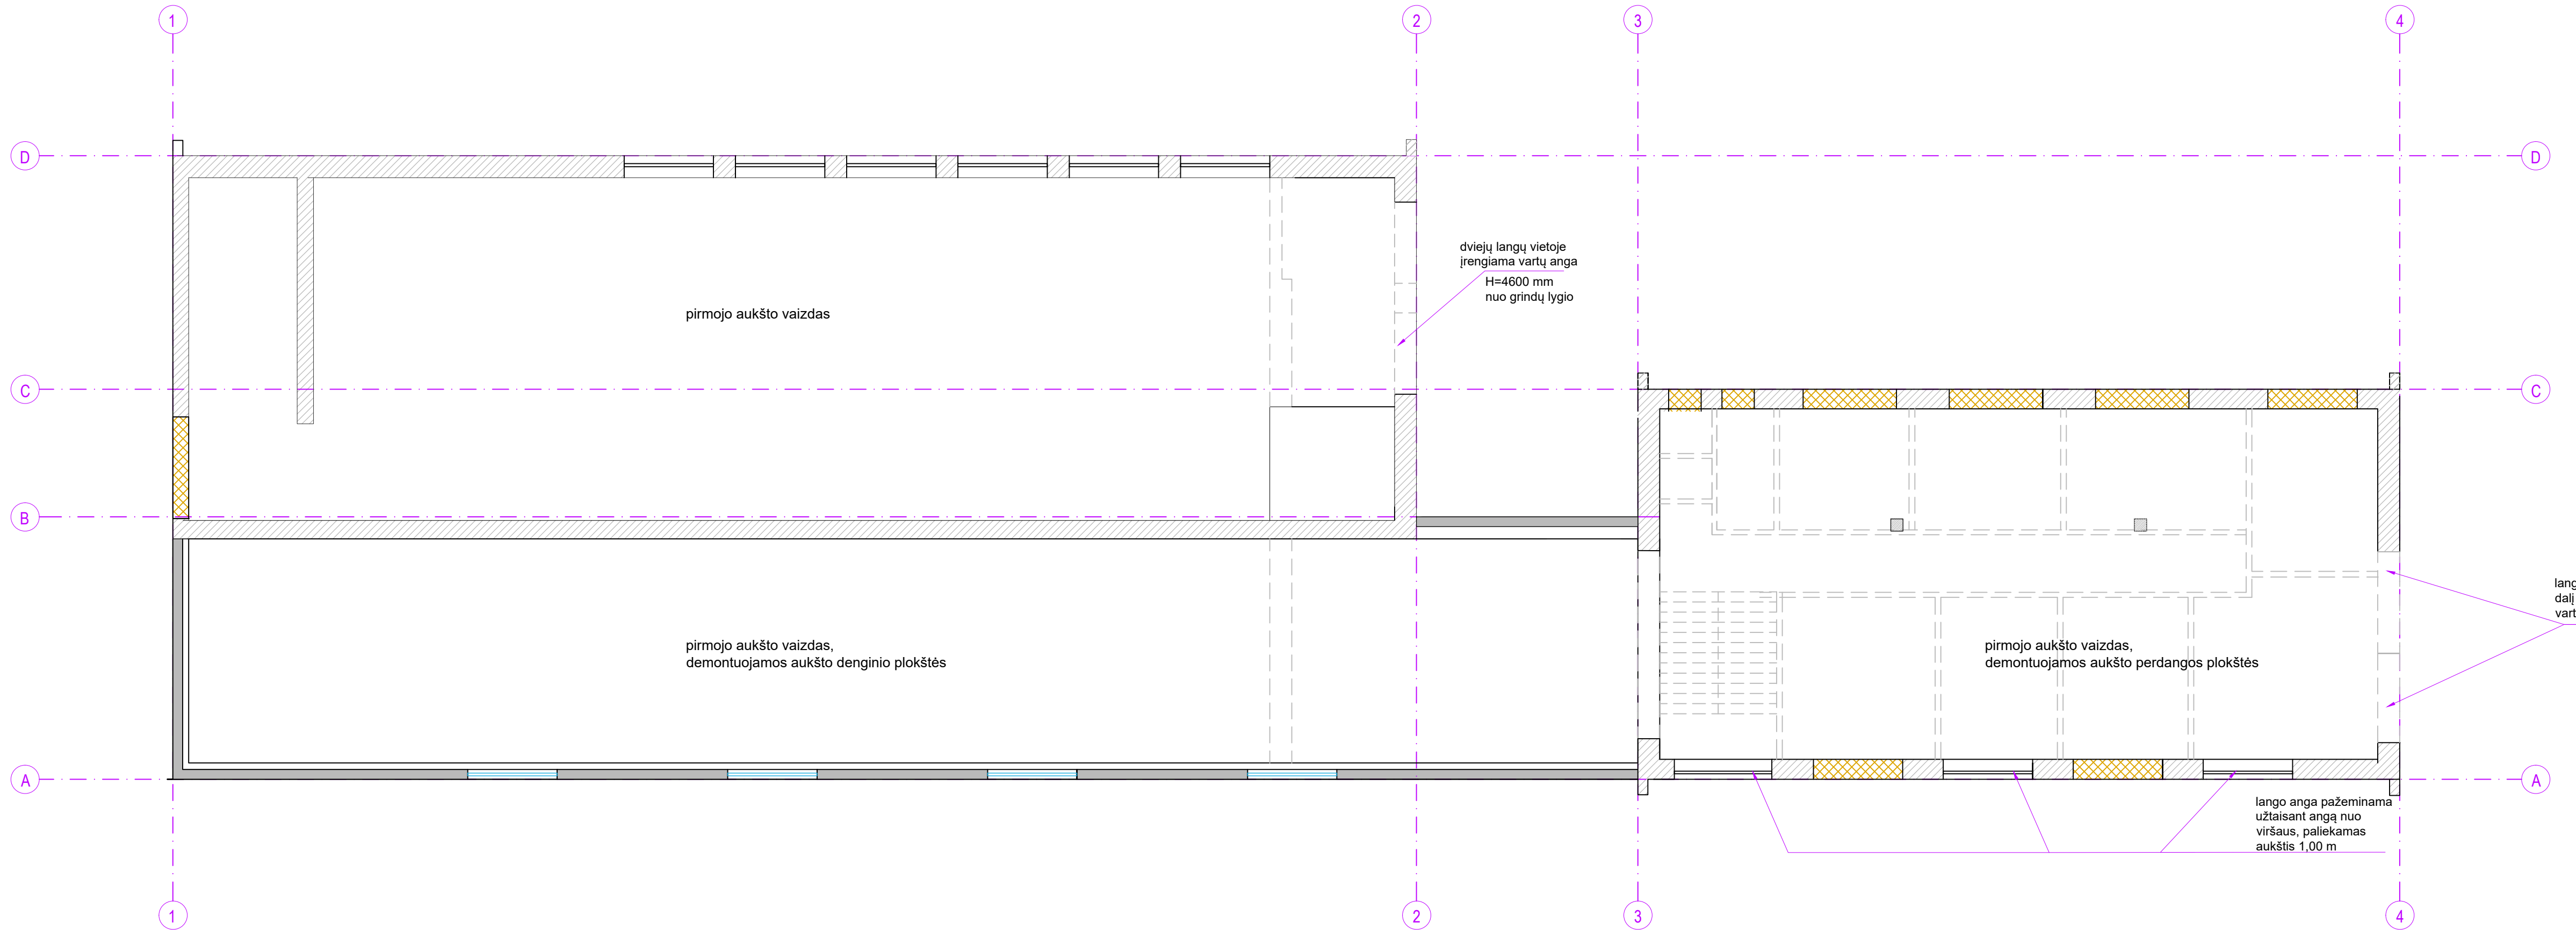 1
2
3
4
D
D
dviejų langų vietoje
įrengiama vartų anga
H=4600 mm
nuo grindų lygio
pirmojo aukšto vaizdas
C
C
B
dalį
pirmojo aukšto vaizdas,
demontuojamos aukšto denginio plokštės
pirmojo aukšto vaizdas,
demontuojamos aukšto perdangos plokštės
A
A
lango anga pažeminama
užtaisant angą nuo
viršaus, paliekamas
aukštis 1,00 m
1
2
3
4